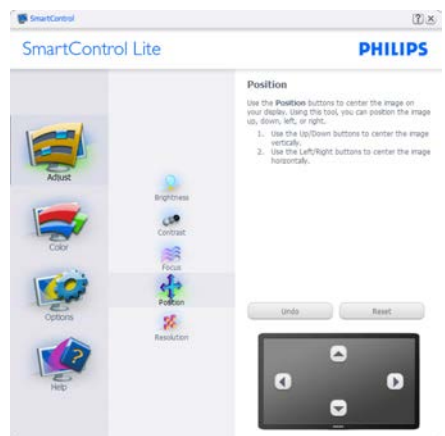 SmartControl
SmartControl Lite
PHILIPS
Adjust
Color
Options
Help
Brightness
Contrast
Focus
Position
Resolution
Position
Use the Position buttons to center the image on
your display. Using this tool, you can position the image
up, down, left, or right.
1. Use the Up/Down buttons to center the image
vertically.
2. Use the Left/Right buttons to center the image
horizontally.
Undo
Reset